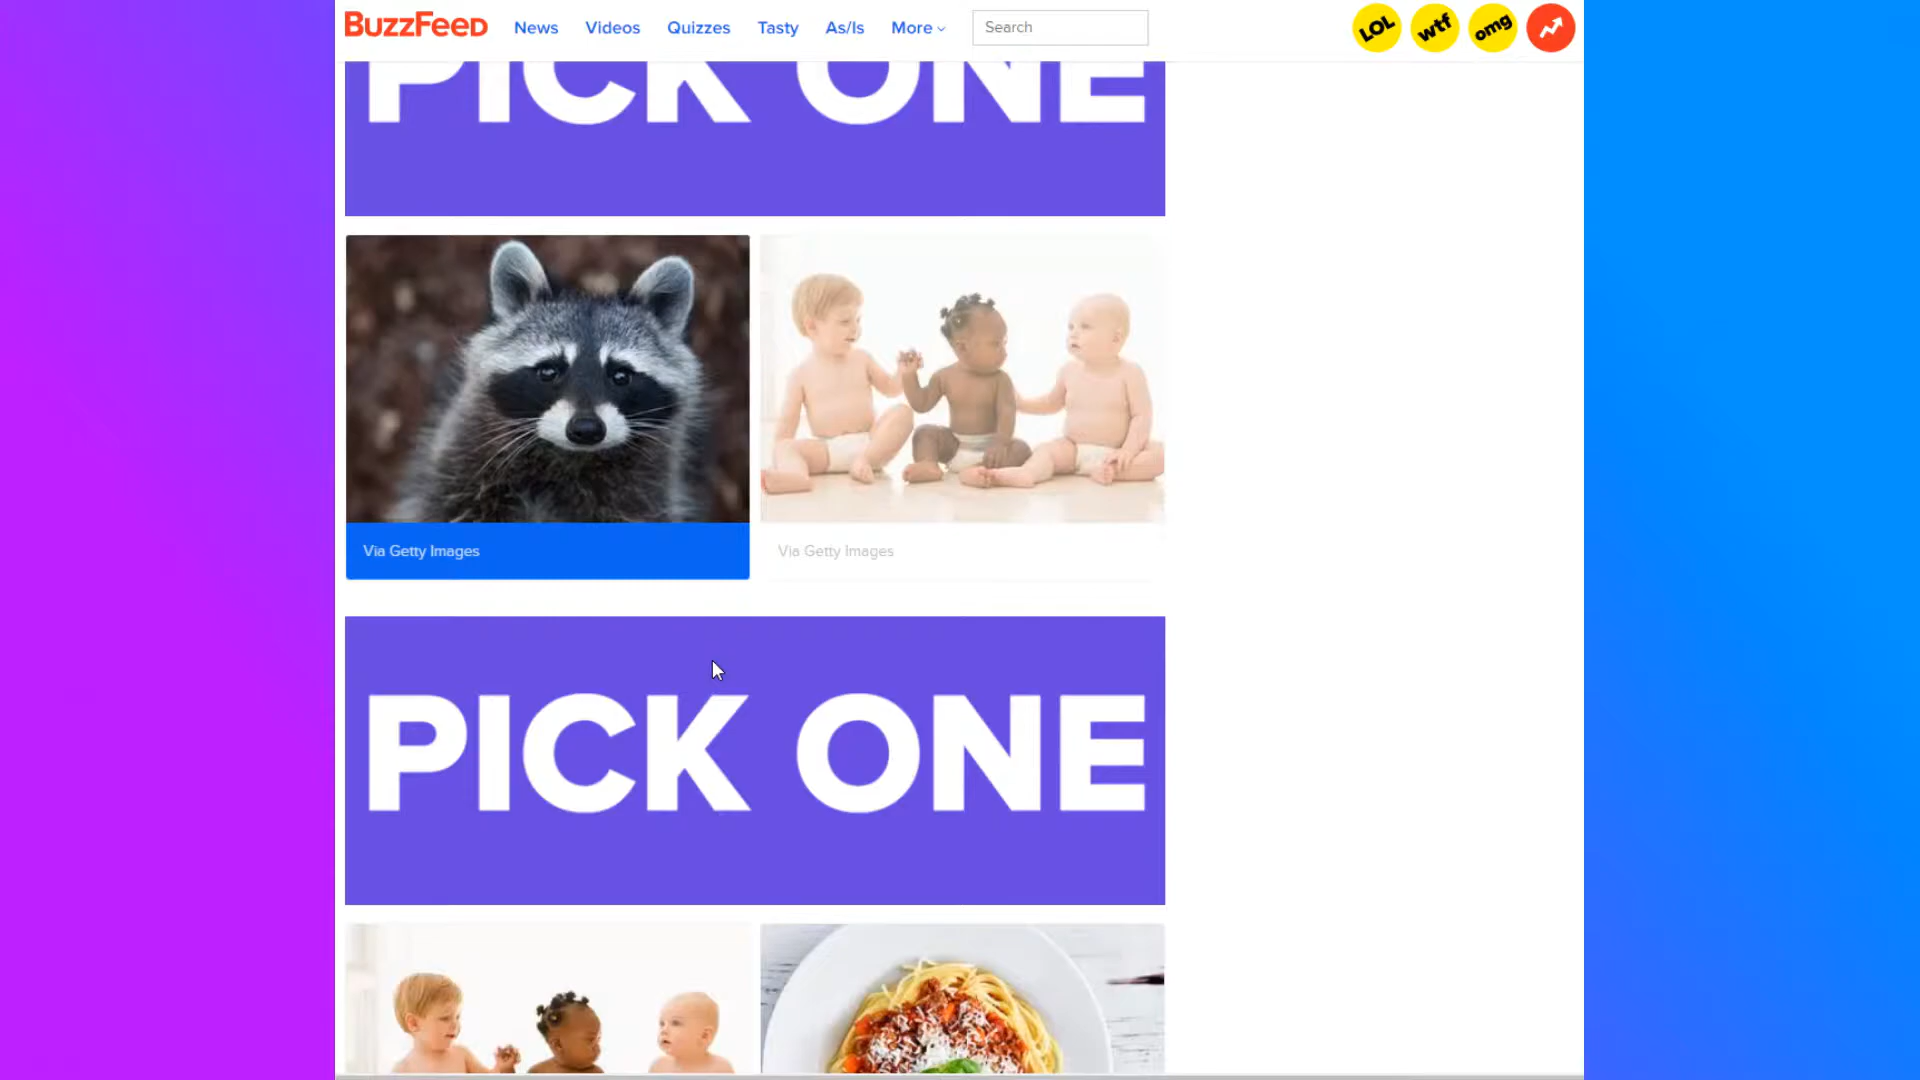 BuzzFeed News Videos Quizzes Tasty As/Is More Search LOL wtf omg
PICK ONE
Via Getty Images Via Getty Images
PICK ONE